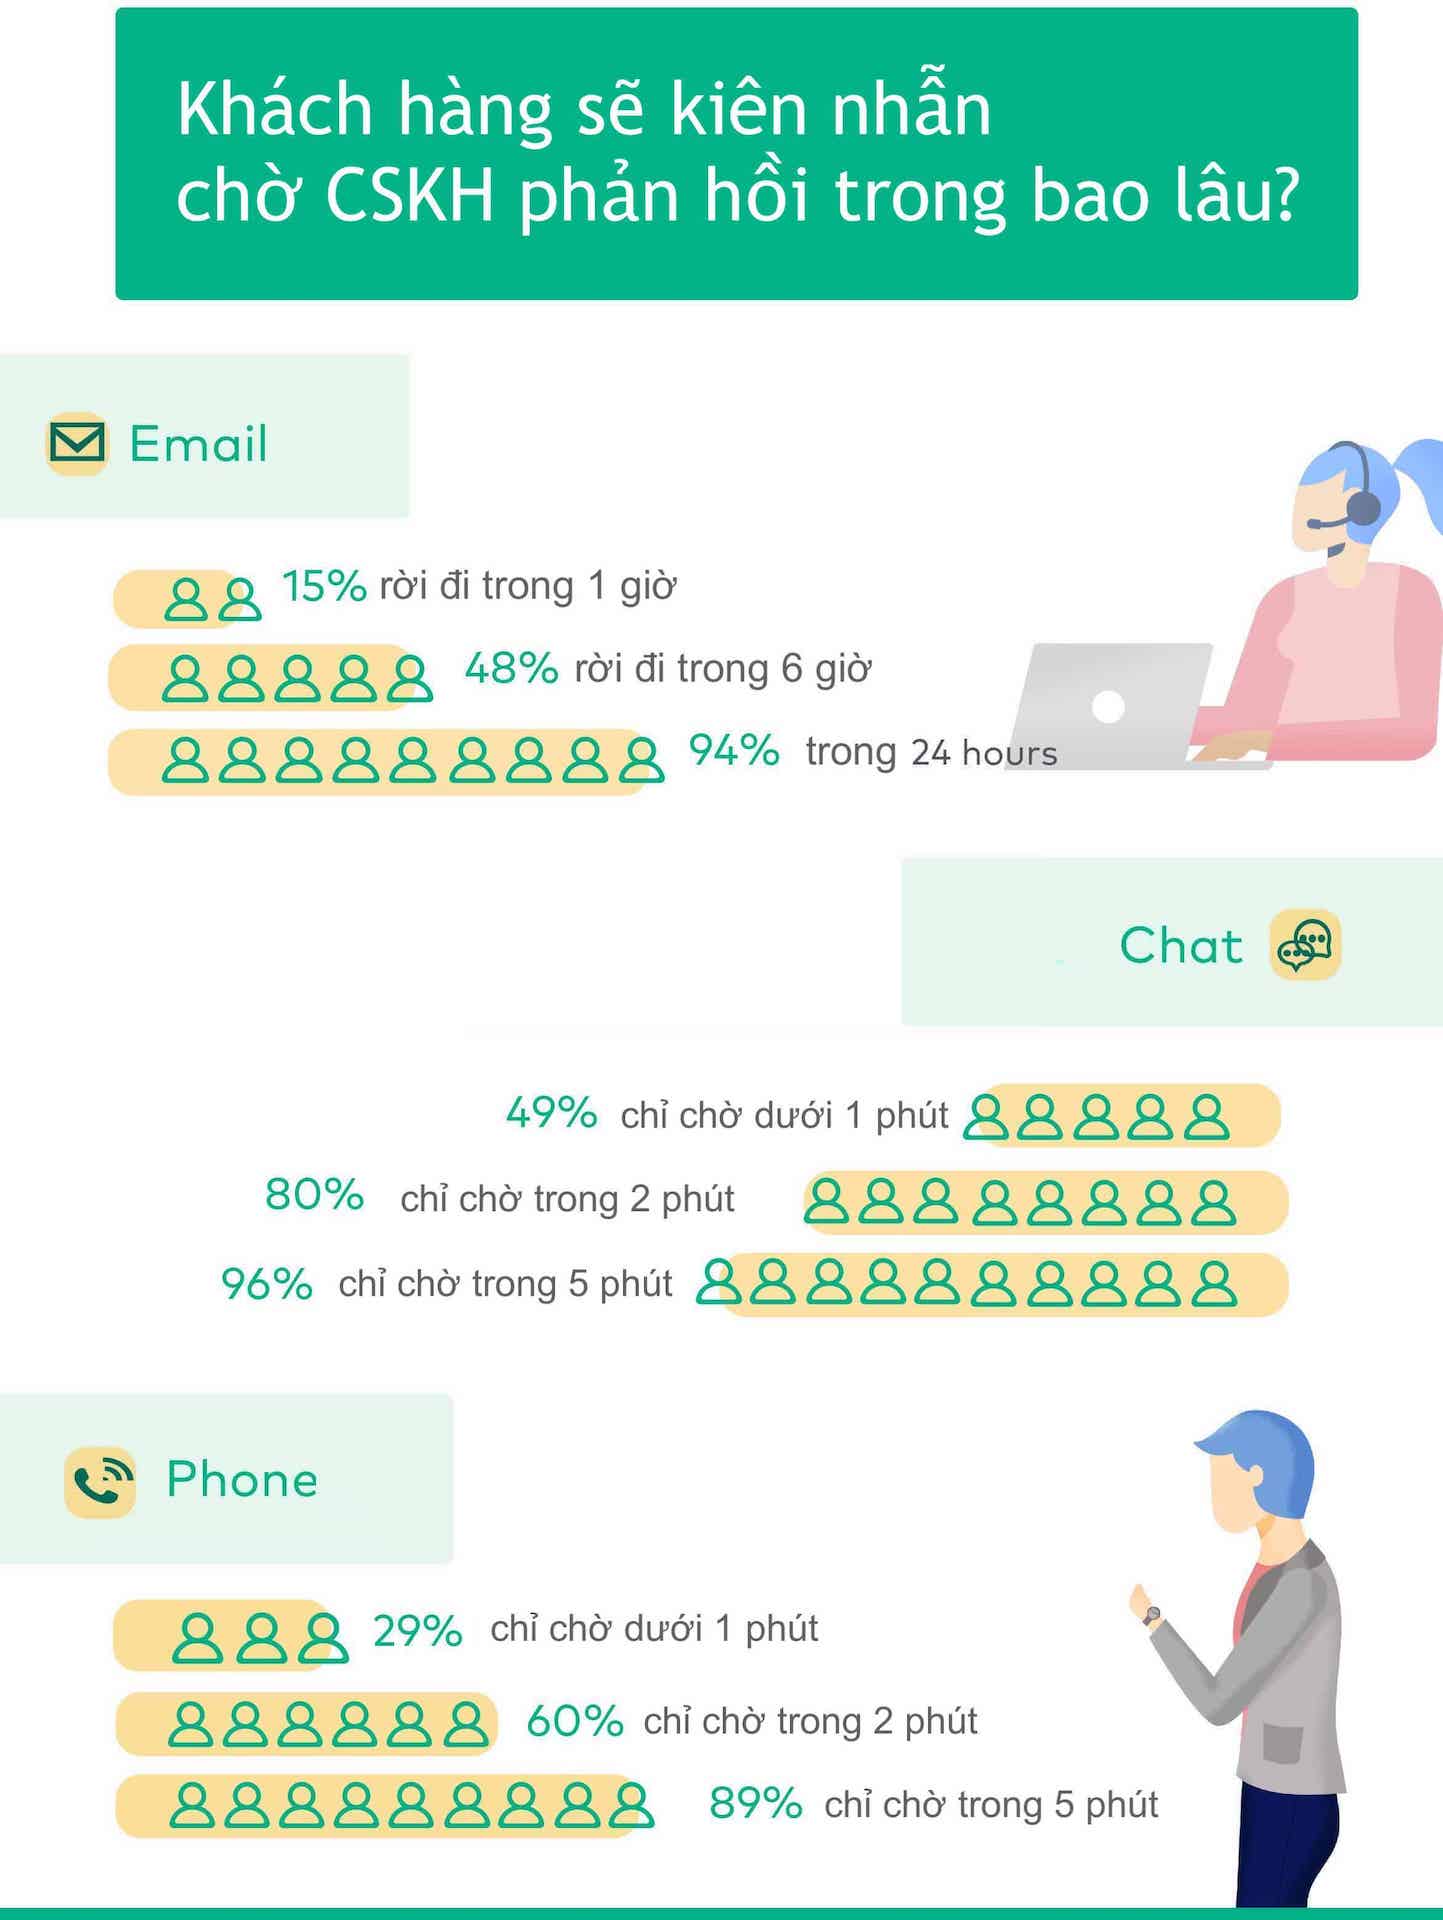 Khách hàng sẽ kiên nhẫn
chờ CSKH phản hồi trong bao lâu?
Email
15% rời đi trong 1 giờ
48% rời đi trong 6 giờ
94% trong 24 hours
Chat
49% chỉ chờ dưới 1 phút
80% chỉ chờ trong 2 phút
96% chỉ chờ trong 5 phút
Phone
29% chỉ chờ dưới 1 phút
60% chỉ chờ trong 2 phút
89% chỉ chờ trong 5 phút